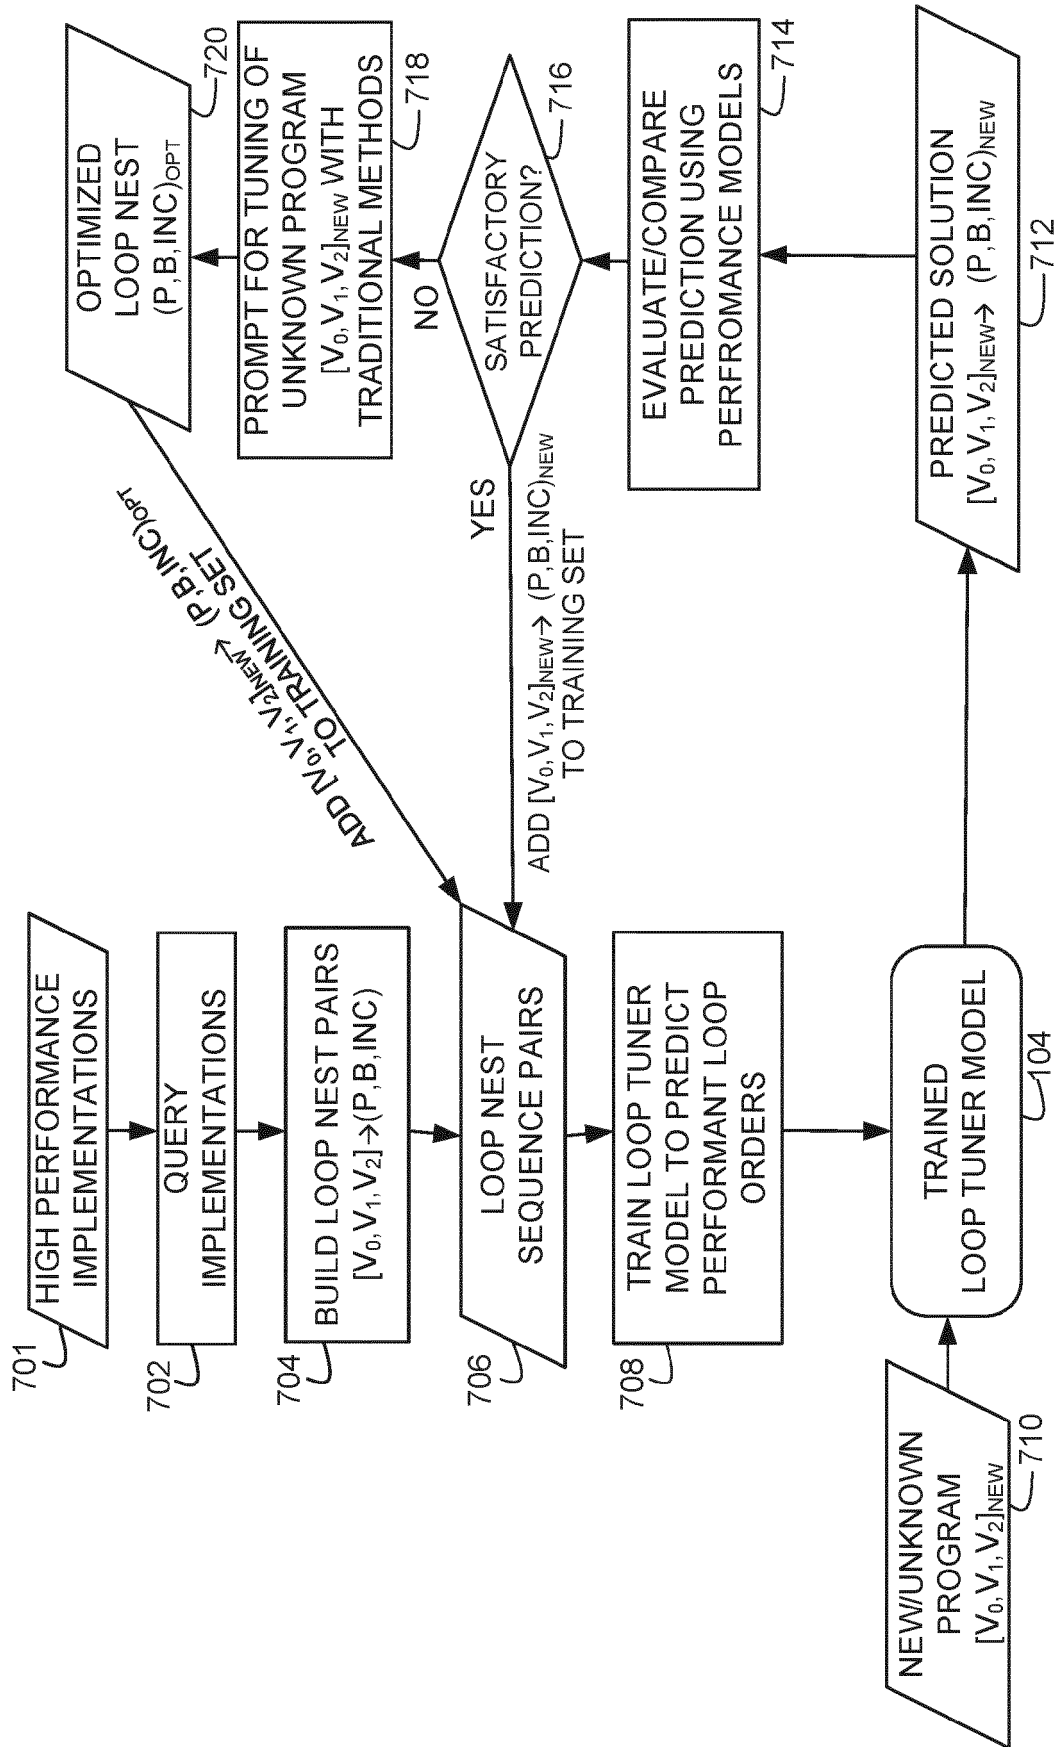 HIGH PERFORMANCE
IMPLEMENTATIONS
701
QUERY
IMPLEMENTATIONS
702
BUILD LOOP NEST PAIRS
[V₀,V₁,V₂]→(P,B,INC)
704
LOOP NEST
SEQUENCE PAIRS
706
TRAIN LOOP TUNER
MODEL TO PREDICT
PERFORMANT LOOP
ORDERS
708
NEW/UNKNOWN
PROGRAM
[V₀,V₁,V₂]NEW
710
TRAINED
LOOP TUNER MODEL
104
PREDICTED SOLUTION
[V₀,V₁,V₂]NEW→ (P,B,INC)NEW
712
EVALUATE/COMPARE
PREDICTION USING
PERFROMANCE MODELS
714
SATISFACTORY
PREDICTION?
716
YES
ADD [V₀,V₁,V₂]NEW→ (P,B,INC)NEW
TO TRAINING SET
NO
PROMPT FOR TUNING OF
UNKNOWN PROGRAM
[V₀,V₁,V₂]NEW WITH
TRADITIONAL METHODS
718
OPTIMIZED
LOOP NEST
(P,B,INC)OPT
720
ADD [V₀,V₁,V₂]NEW→ (P,B,INC)OPT
TO TRAINING SET